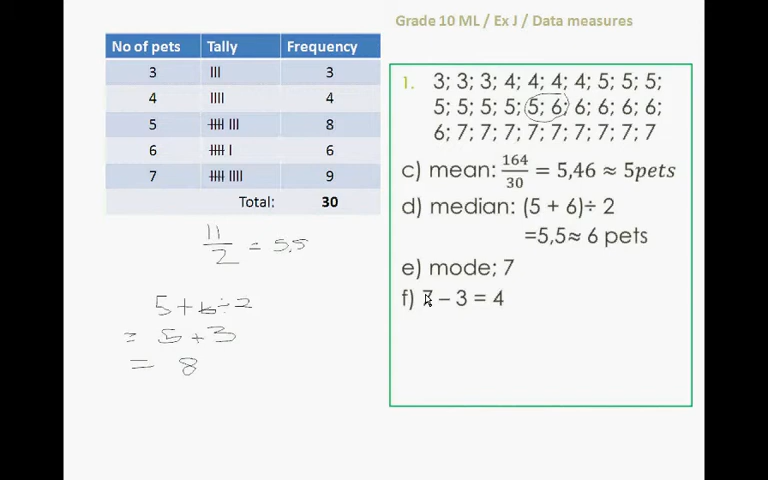 Grade 10 ML / Ex J / Data measures
No of pets Tally Frequency
3 III 3
4 IIII 4
5 IIII III 8
6 IIII I 6
7 IIII IIII 9
Total: 30
11/2 = 5,5
5 + 6 ÷ 2
= 5 + 3
= 8
1. 3; 3; 3; 4; 4; 4; 4; 5; 5; 5;
5; 5; 5; 5; 5; 6; 6; 6; 6; 6;
6; 7; 7; 7; 7; 7; 7; 7; 7; 7
c) mean: 164/30 = 5,46 ≈ 5pets
d) median: (5 + 6)÷ 2
=5,5≈ 6 pets
e) mode; 7
f) 7 – 3 = 4